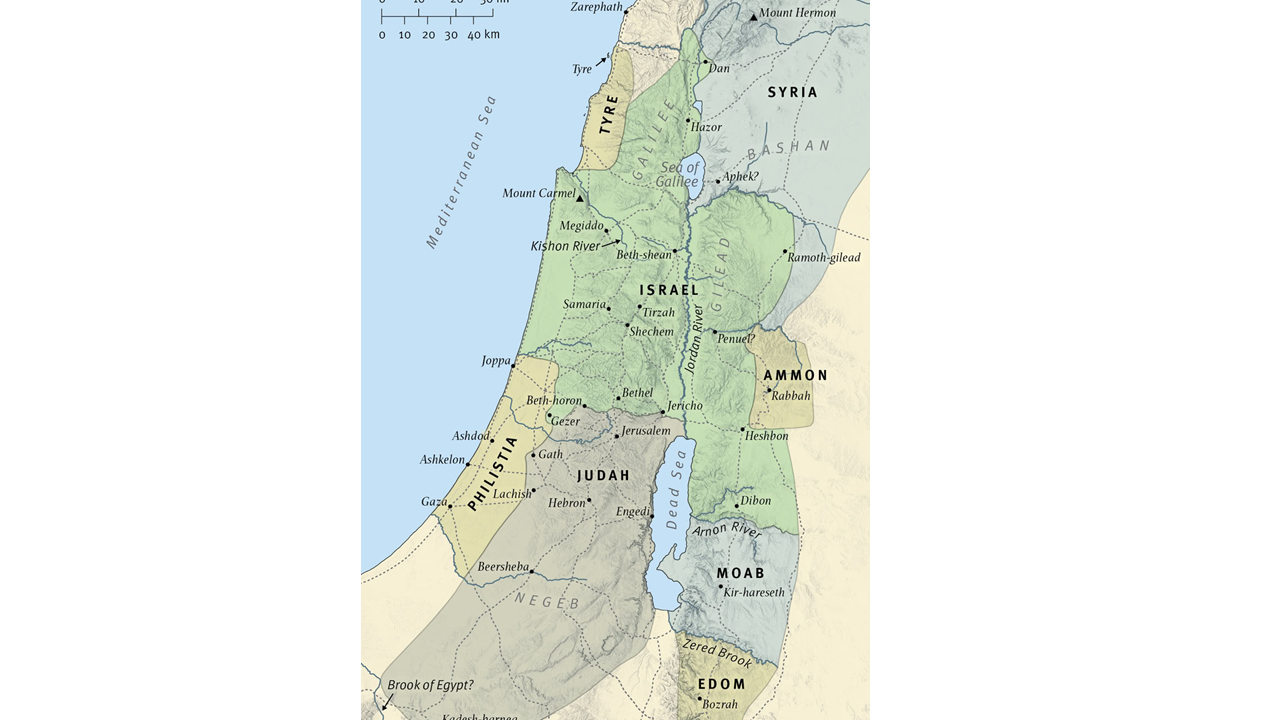 0 10 20 30 40 km
Zarephath
Mount Hermon
Tyre
Dan
SYRIA
TYRE
Mediterranean Sea
GALILEE
Hazor
BASHAN
Sea of
Galilee
Aphek?
Mount Carmel
Megiddo
Kishon River
Beth-shean
GILEAD
Ramoth-gilead
ISRAEL
Samaria
Tirzah
Shechem
Jordan River
Penuel?
Joppa
AMMON
Rabbah
Bethel
Beth-horon
Jericho
Gezer
Jerusalem
Heshbon
Ashdod
Ashkelon
Gath
PHILISTIA
JUDAH
Dead Sea
Lachish
Hebron
Gaza
Engedi
Dibon
Arnon River
Beersheba
MOAB
Kir-hareseth
NEGEB
Zered Brook
Brook of Egypt?
EDOM
Bozrah
Kadesh-barnea